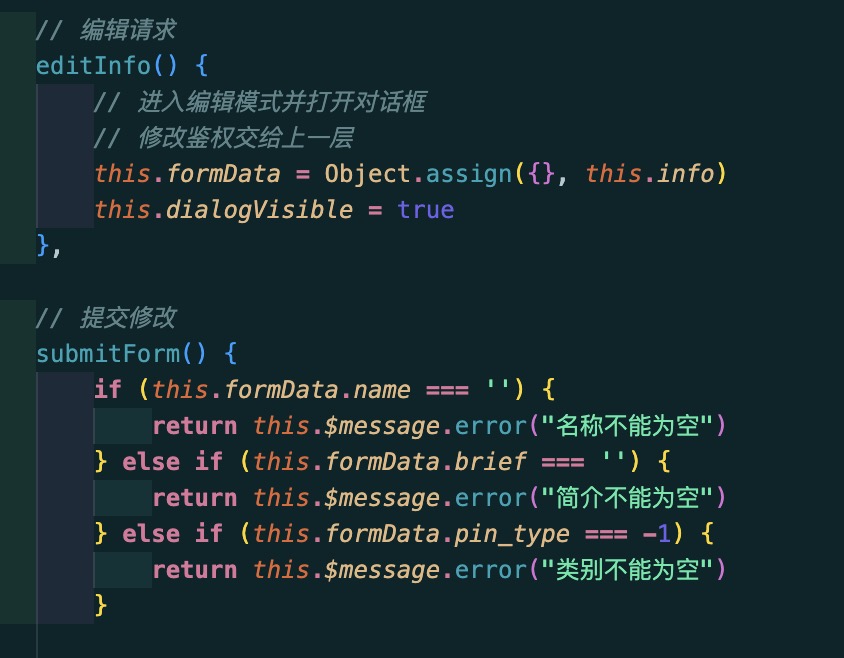 // 编辑请求
editInfo() {
// 进入编辑模式并打开对话框
// 修改鉴权交给上一层
this.formData = Object.assign({}, this.info)
this.dialogVisible = true
},
// 提交修改
submitForm() {
if (this.formData.name === '') {
return this.$message.error("名称不能为空")
} else if (this.formData.brief === '') {
return this.$message.error("简介不能为空")
} else if (this.formData.pin_type === -1) {
return this.$message.error("类别不能为空")
}